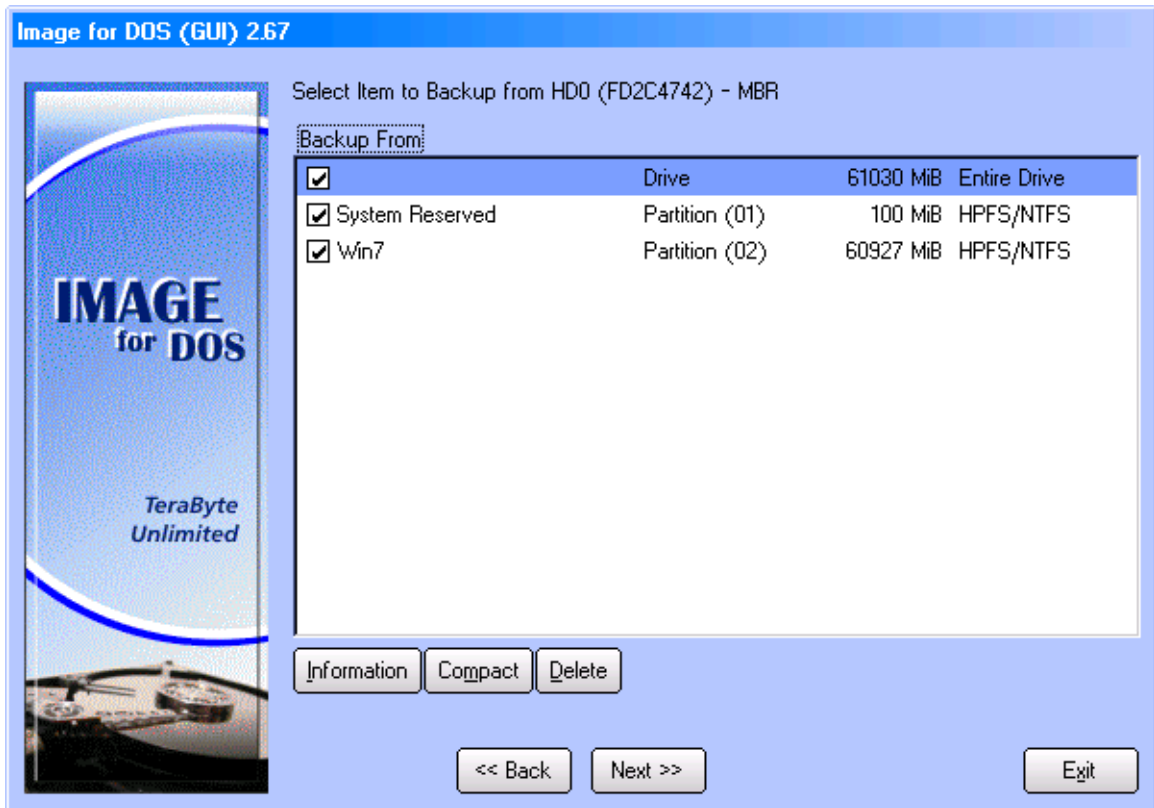 Image for DOS (GUI) 2.67
Select Item to Backup from HD0 (FD2C4742) - MBR
Backup From
Drive 61030 MiB Entire Drive
System Reserved Partition (01) 100 MiB HPFS/NTFS
Win7 Partition (02) 60927 MiB HPFS/NTFS
IMAGE
for DOS
TeraByte
Unlimited
Information Compact Delete
<< Back Next >> Exit